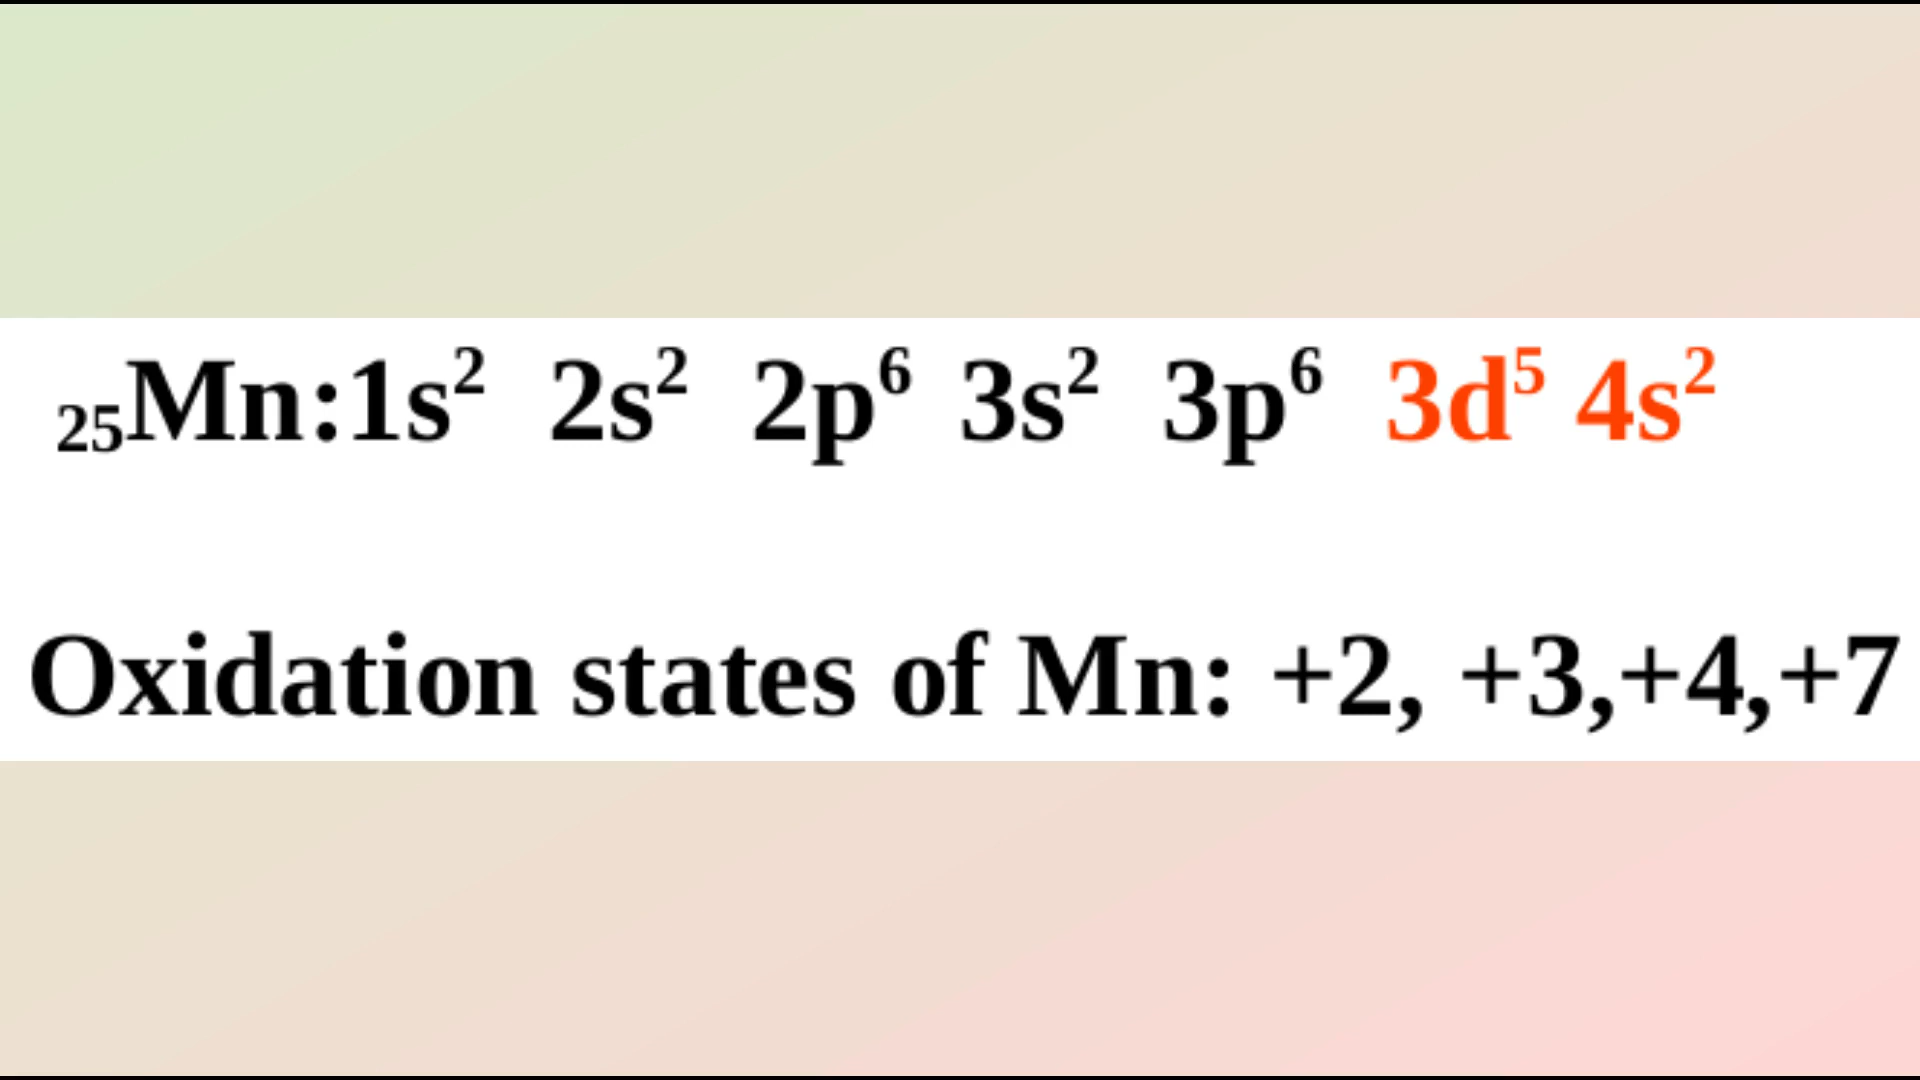 ₂₅Mn:1s² 2s² 2p⁶ 3s² 3p⁶ 3d⁵ 4s²
Oxidation states of Mn: +2, +3,+4,+7